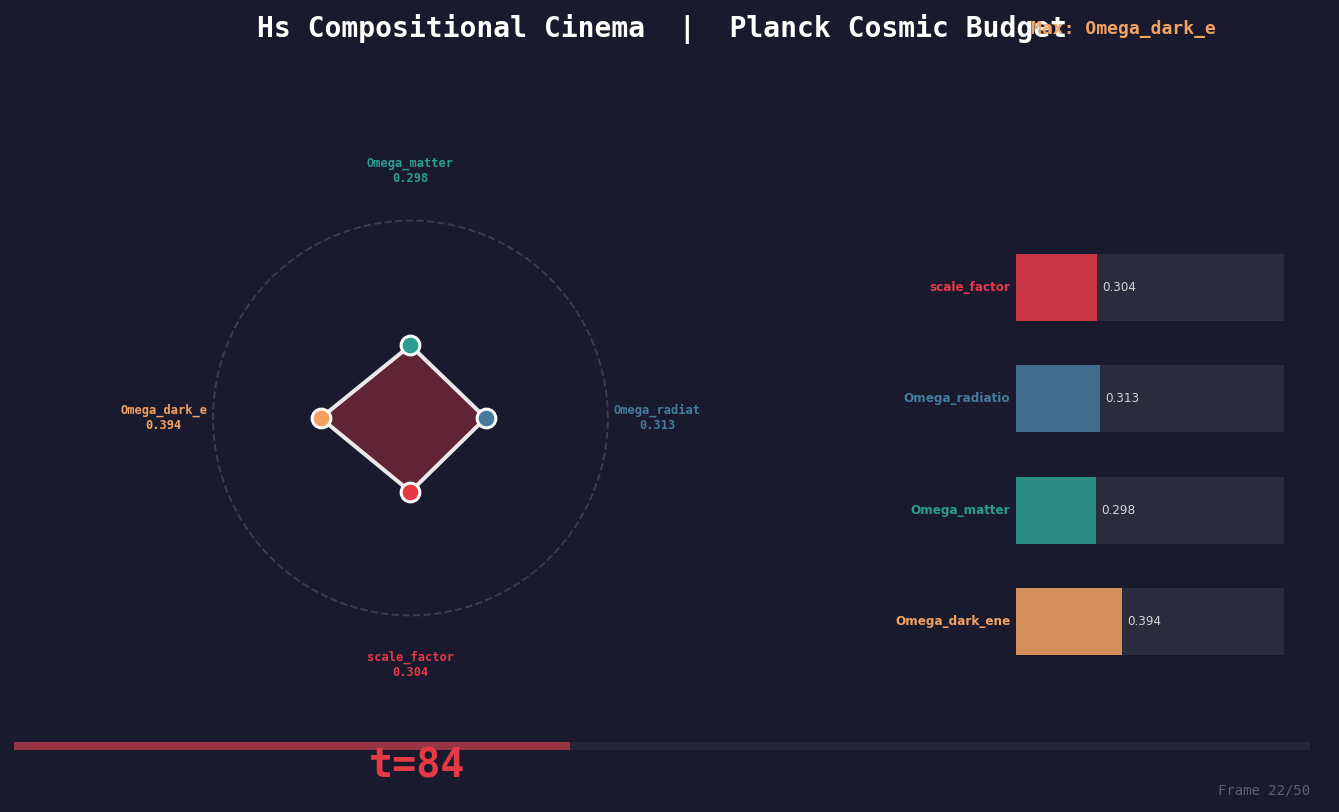 Hs Compositional Cinema | Planck Cosmic Budget
Max: Omega_dark_e
Omega_matter
0.298
Omega_dark_e
0.394
Omega_radiat
0.313
scale_factor
0.304
scale_factor 0.304
Omega_radiatio 0.313
Omega_matter 0.298
Omega_dark_ene 0.394
t=84
Frame 22/50